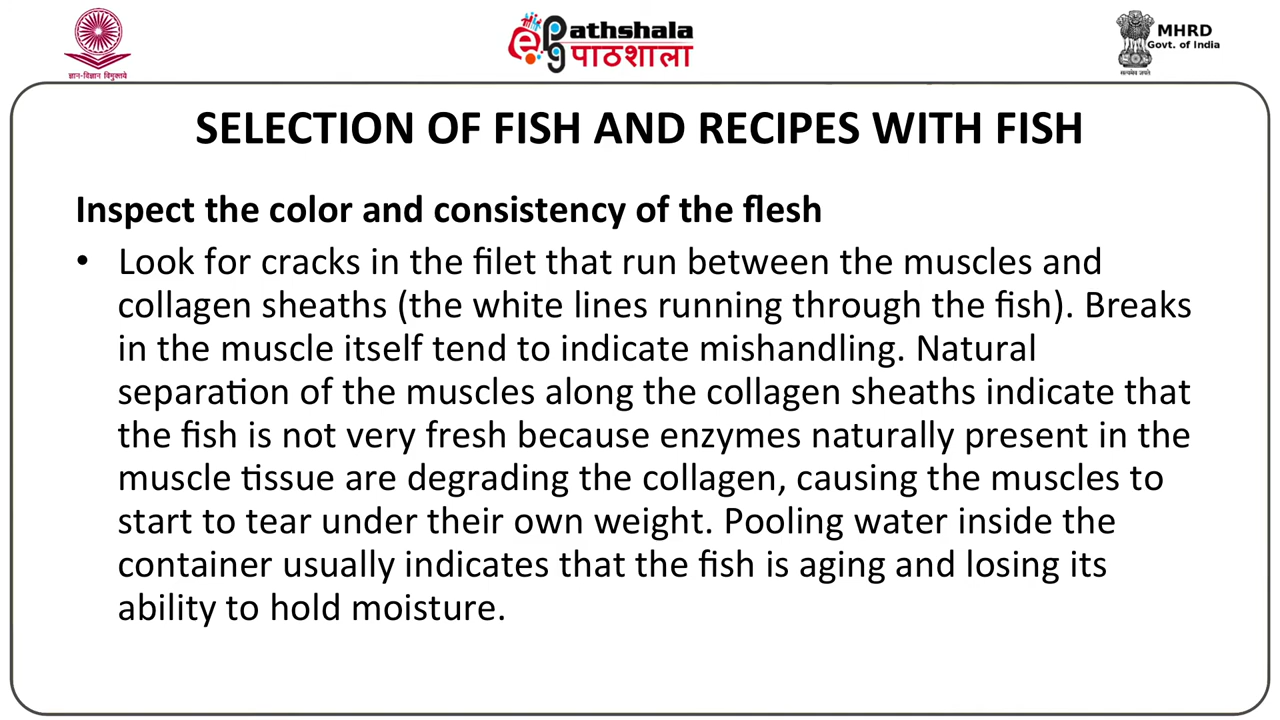 ज्ञान-विज्ञान विमुक्तये
Pathshala
पाठशाला
MHRD
Govt. of India
सत्यमेव जयते
SELECTION OF FISH AND RECIPES WITH FISH
Inspect the color and consistency of the flesh
• Look for cracks in the filet that run between the muscles and
collagen sheaths (the white lines running through the fish). Breaks
in the muscle itself tend to indicate mishandling. Natural
separation of the muscles along the collagen sheaths indicate that
the fish is not very fresh because enzymes naturally present in the
muscle tissue are degrading the collagen, causing the muscles to
start to tear under their own weight. Pooling water inside the
container usually indicates that the fish is aging and losing its
ability to hold moisture.